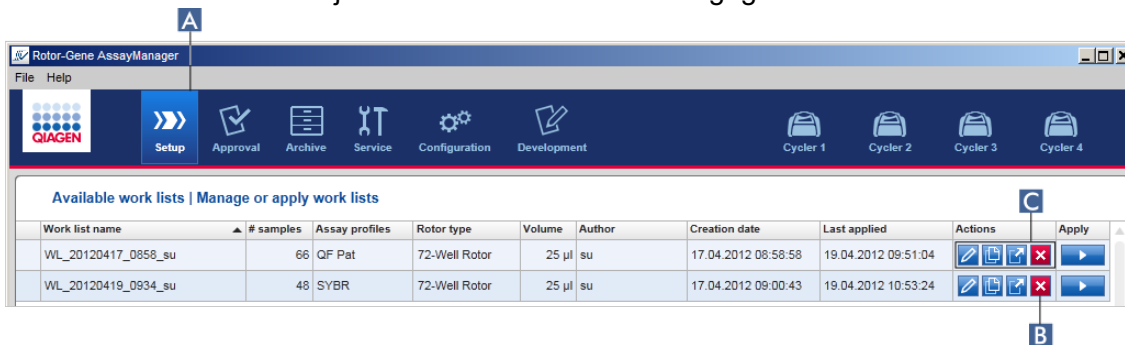 A
Rotor-Gene AssayManager
File Help
QIAGEN
Setup Approval Archive Service Configuration Development Cycler 1 Cycler 2 Cycler 3 Cycler 4
Available work lists | Manage or apply work lists
C
Work list name # samples Assay profiles Rotor type Volume Author Creation date Last applied Actions Apply
WL_20120417_0858_su 66 QF Pat 72-Well Rotor 25 µl su 17.04.2012 08:58:58 19.04.2012 09:51:04
WL_20120419_0934_su 48 SYBR 72-Well Rotor 25 µl su 17.04.2012 09:00:43 19.04.2012 10:53:24
B